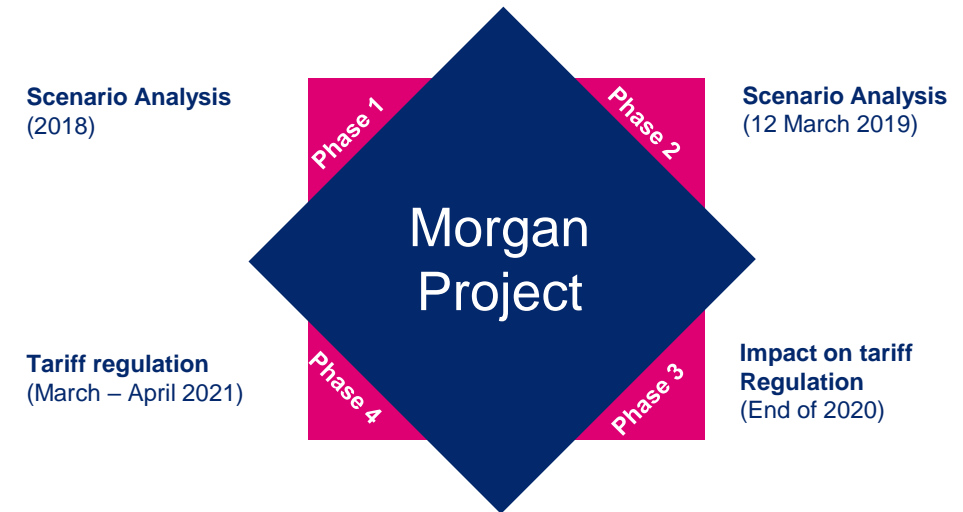 Scenario Analysis
(2018)
Phase 1
Phase 2
Scenario Analysis
(12 March 2019)
Morgan
Project
Tariff regulation
(March – April 2021)
Phase 4
Phase 3
Impact on tariff
Regulation
(End of 2020)